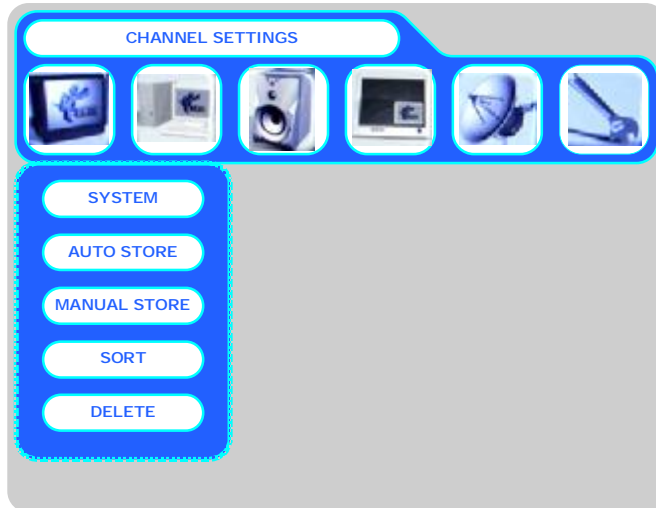 CHANNEL SETTINGS
SYSTEM
AUTO STORE
MANUAL STORE
SORT
DELETE